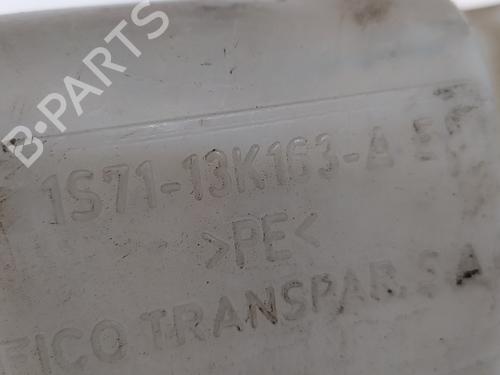 B-PARTS
1S71-13K163-A E
>PE<
FICO TRANSPAR, S.A.